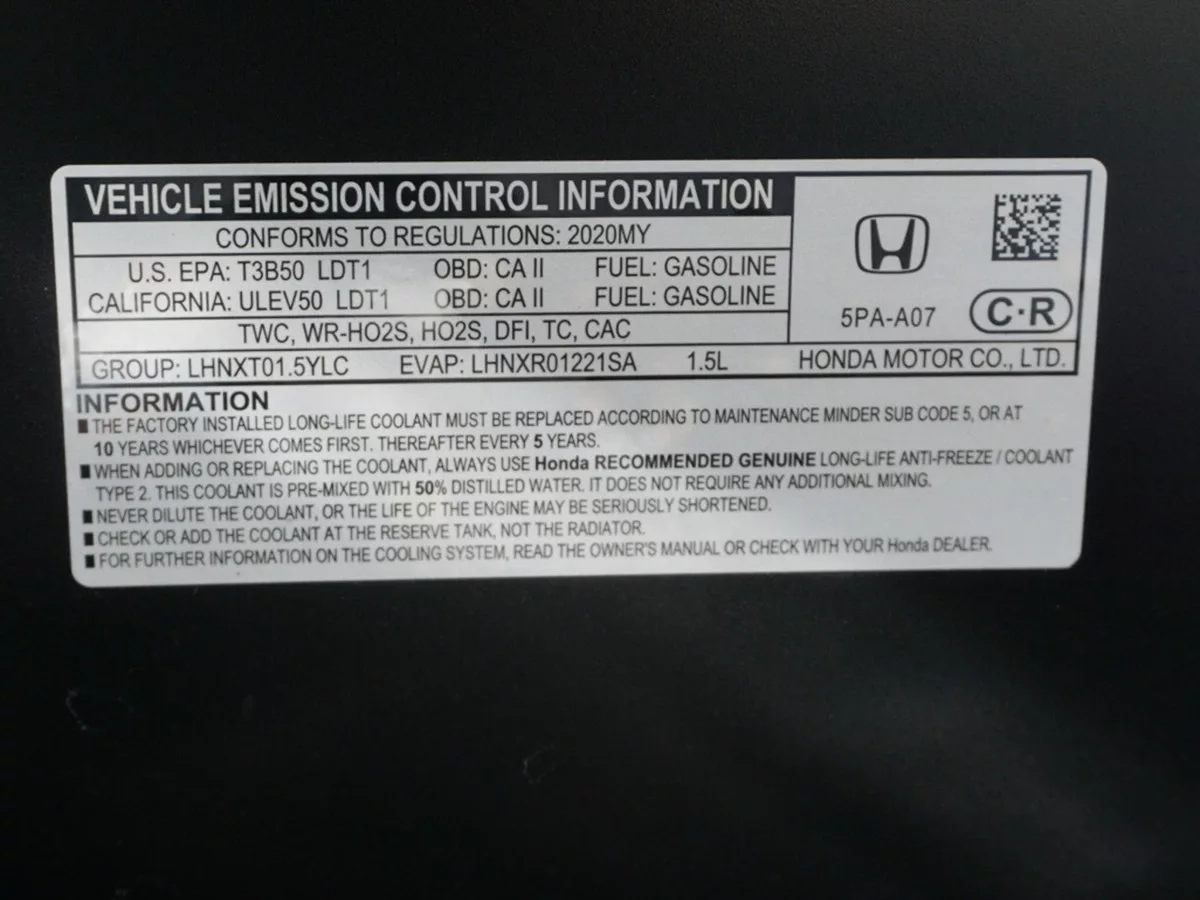 VEHICLE EMISSION CONTROL INFORMATION
CONFORMS TO REGULATIONS: 2020MY
U.S. EPA: T3B50 LDT1 OBD: CA II FUEL: GASOLINE
CALIFORNIA: ULEV50 LDT1 OBD: CA II FUEL: GASOLINE
TWC, WR-HO2S, HO2S, DFI, TC, CAC
5PA-A07
C·R
GROUP: LHNXT01.5YLC EVAP: LHNXR01221SA 1.5L HONDA MOTOR CO., LTD.
INFORMATION
■ THE FACTORY INSTALLED LONG-LIFE COOLANT MUST BE REPLACED ACCORDING TO MAINTENANCE MINDER SUB CODE 5, OR AT
10 YEARS WHICHEVER COMES FIRST. THEREAFTER EVERY 5 YEARS.
■ WHEN ADDING OR REPLACING THE COOLANT, ALWAYS USE Honda RECOMMENDED GENUINE LONG-LIFE ANTI-FREEZE / COOLANT
TYPE 2. THIS COOLANT IS PRE-MIXED WITH 50% DISTILLED WATER. IT DOES NOT REQUIRE ANY ADDITIONAL MIXING.
■ NEVER DILUTE THE COOLANT, OR THE LIFE OF THE ENGINE MAY BE SERIOUSLY SHORTENED.
■ CHECK OR ADD THE COOLANT AT THE RESERVE TANK, NOT THE RADIATOR.
■ FOR FURTHER INFORMATION ON THE COOLING SYSTEM, READ THE OWNER'S MANUAL OR CHECK WITH YOUR Honda DEALER.